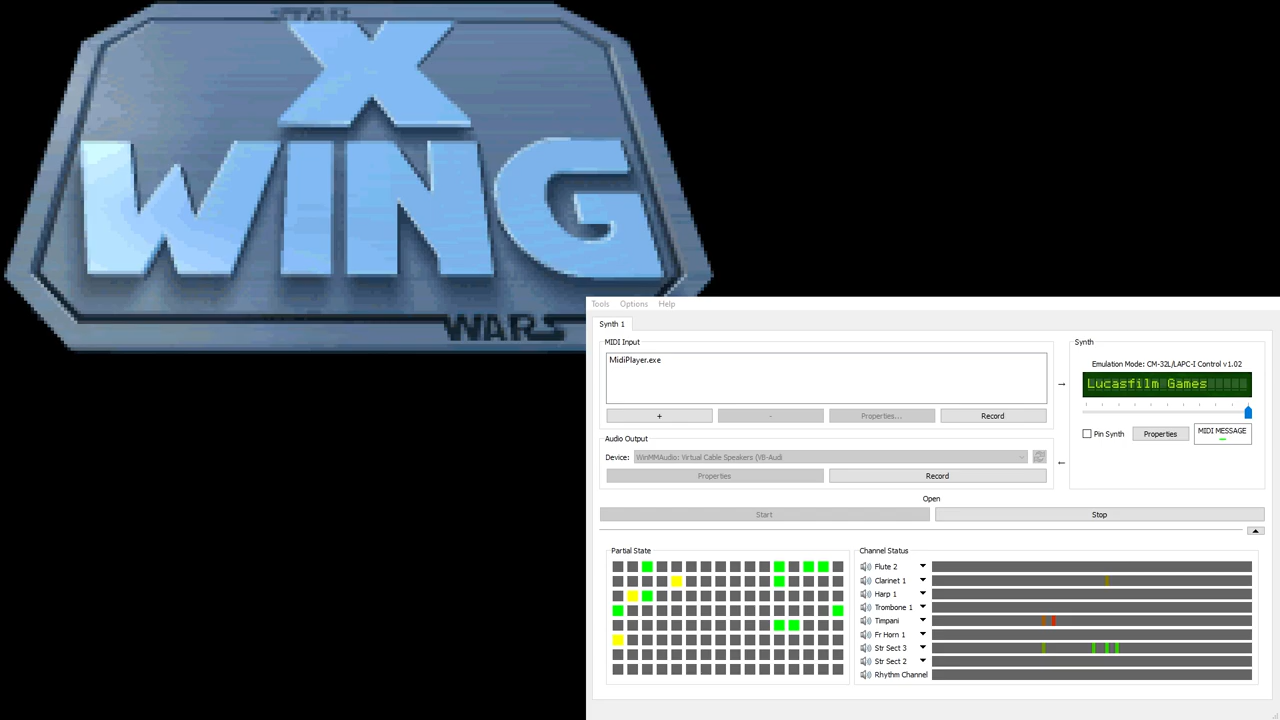 STAR
X
WING
WARS
Tools Options Help
Synth 1
MIDI Input
MidiPlayer.exe
+ - Properties... Record
Audio Output
Device: WinMMAudio: Virtual Cable Speakers (VB-Audi
Properties Record
Synth
Emulation Mode: CM-32L/LAPC-I Control v1.02
Lucasfilm Games
Pin Synth Properties MIDI MESSAGE
Open
Start Stop
Partial State
Channel Status
Flute 2
Clarinet 1
Harp 1
Trombone 1
Timpani
Fr Horn 1
Str Sect 3
Str Sect 2
Rhythm Channel